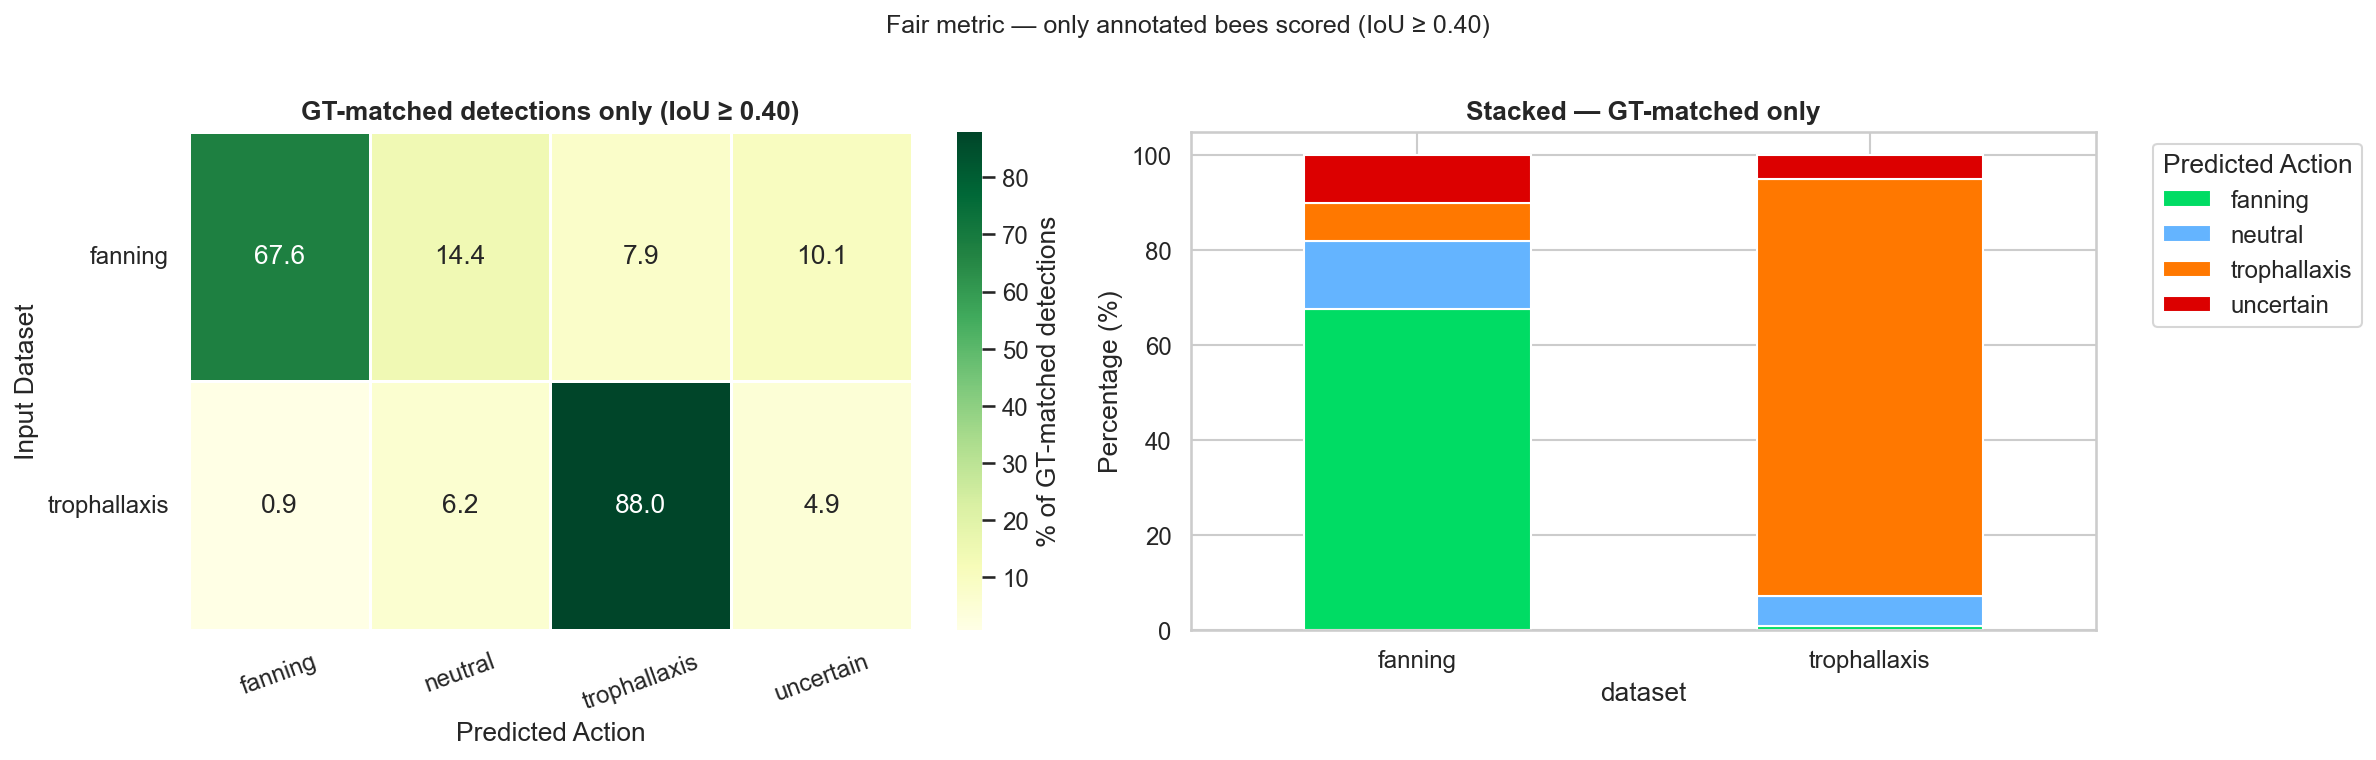 Fair metric — only annotated bees scored (IoU ≥ 0.40)
GT-matched detections only (IoU ≥ 0.40)
Input Dataset
fanning
67.6
14.4
7.9
10.1
trophallaxis
0.9
6.2
88.0
4.9
fanning
neutral
trophallaxis
uncertain
Predicted Action
80
70
60
50
40
30
20
10
% of GT-matched detections
Stacked — GT-matched only
Percentage (%)
100
80
60
40
20
0
fanning
trophallaxis
dataset
Predicted Action
fanning
neutral
trophallaxis
uncertain